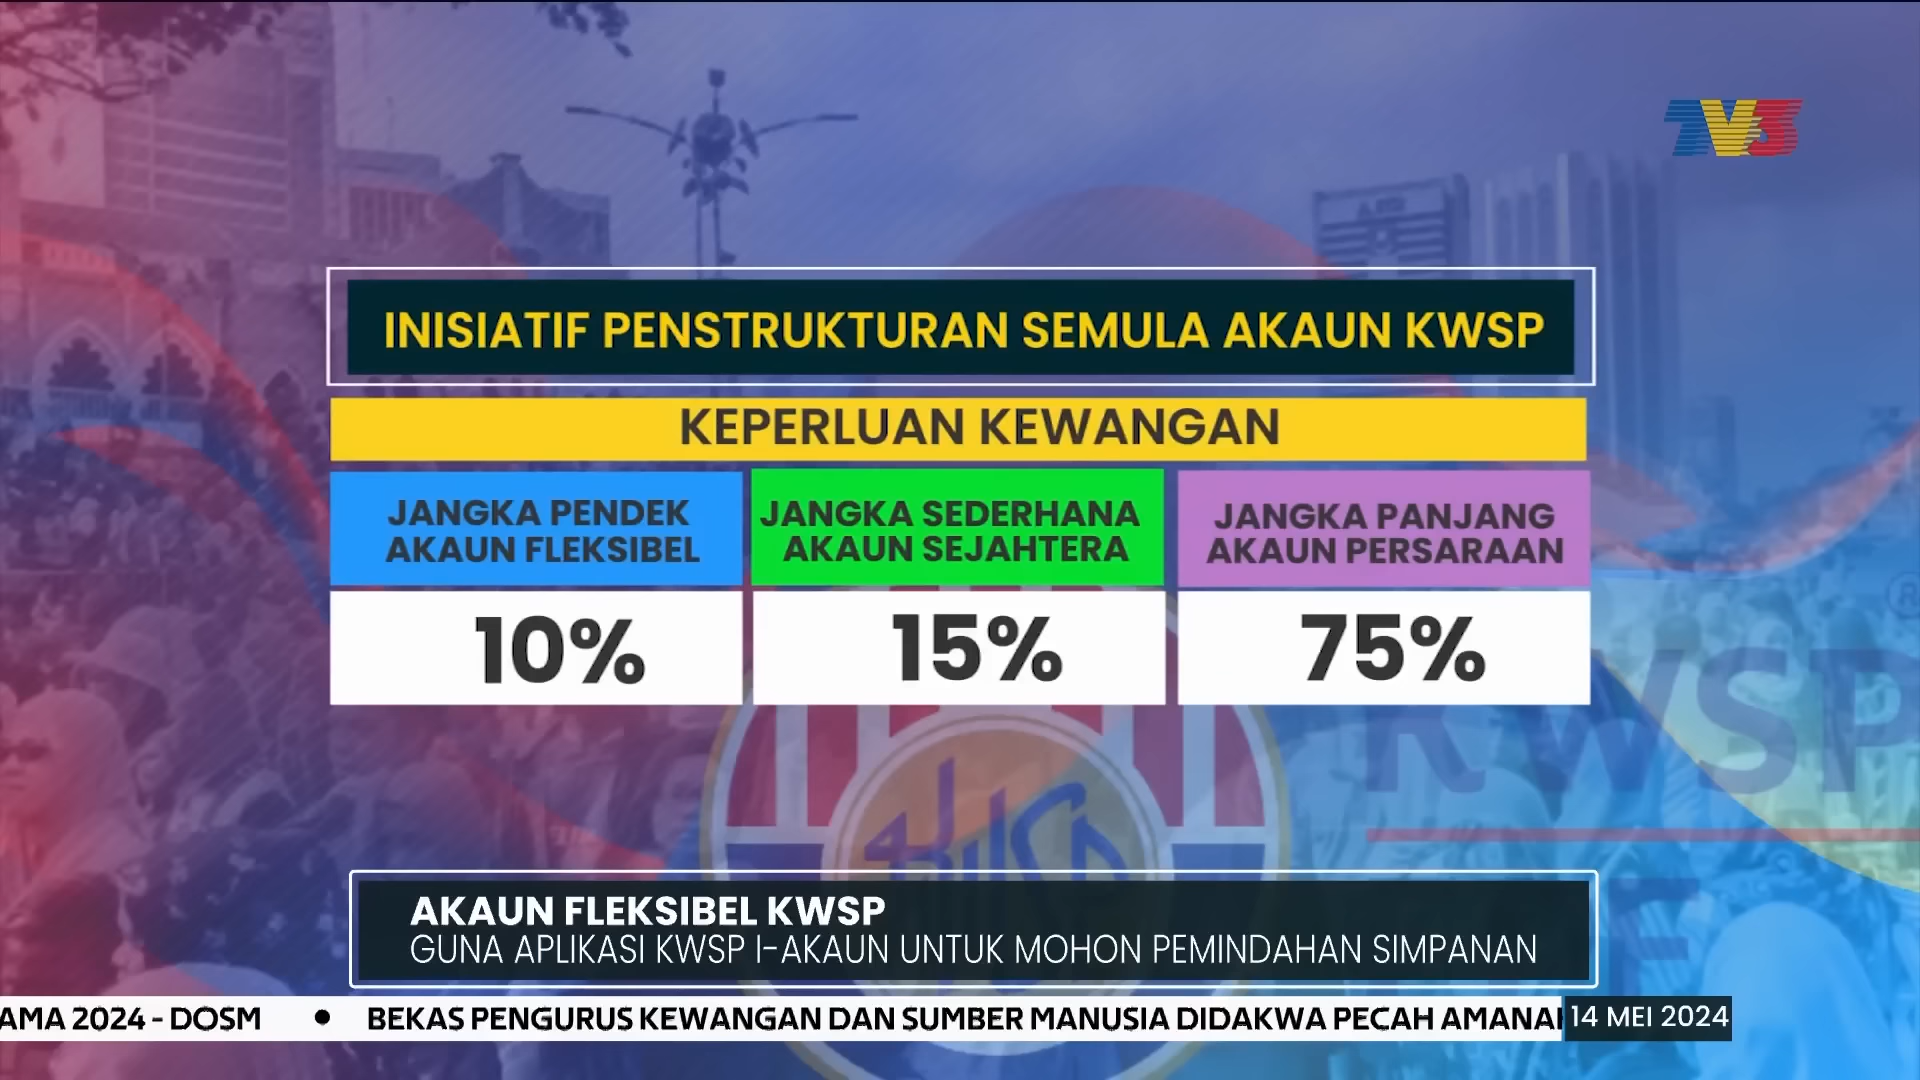 TV3
INISIATIF PENSTRUKTURAN SEMULA AKAUN KWSP
KEPERLUAN KEWANGAN
JANGKA PENDEK
AKAUN FLEKSIBEL
JANGKA SEDERHANA
AKAUN SEJAHTERA
JANGKA PANJANG
AKAUN PERSARAAN
10%
15%
75%
KWSP
AKAUN FLEKSIBEL KWSP
GUNA APLIKASI KWSP I-AKAUN UNTUK MOHON PEMINDAHAN SIMPANAN
AMA 2024 - DOSM • BEKAS PENGURUS KEWANGAN DAN SUMBER MANUSIA DIDAKWA PECAH AMANA
14 MEI 2024